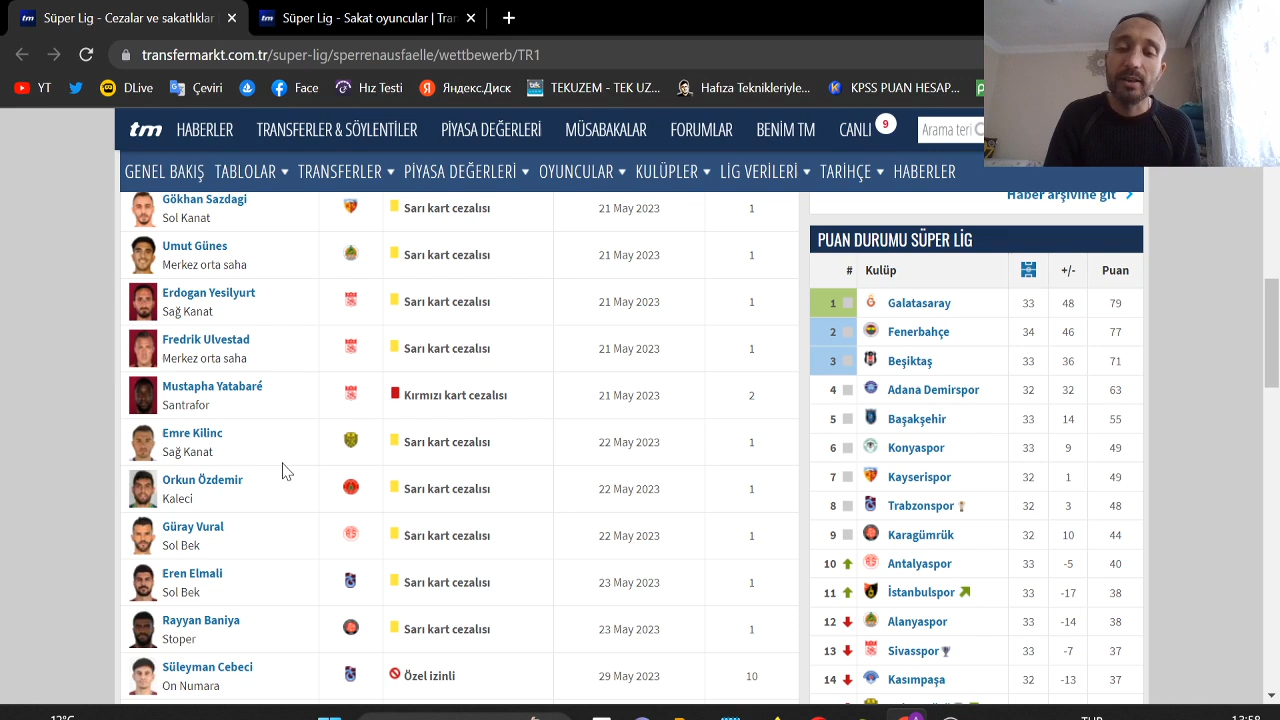 Süper Lig - Cezalar ve sakatlıklar
Süper Lig - Sakat oyuncular | Tra
transfermarkt.com.tr/super-lig/sperrenausfaelle/wettbewerb/TR1
YT
DLive
Çeviri
Face
Hız Testi
Яндекс.Диск
TEKUZEM - TEK UZ...
Hafıza Teknikleriyle...
KPSS PUAN HESAP...
tm HABERLER TRANSFERLER & SÖYLENTİLER PİYASA DEĞERLERİ MÜSABAKALAR FORUMLAR BENİM TM CANLI 9 Arama teri
GENEL BAKIŞ TABLOLAR TRANSFERLER PİYASA DEĞERLERİ OYUNCULAR KULÜPLER LİG VERİLERİ TARİHÇE HABERLER
Gökhan Sazdagi
Sol Kanat
Sarı kart cezalısı 21 May 2023 1
Umut Günes
Merkez orta saha
Sarı kart cezalısı 21 May 2023 1
Erdogan Yesilyurt
Sağ Kanat
Sarı kart cezalısı 21 May 2023 1
Fredrik Ulvestad
Merkez orta saha
Sarı kart cezalısı 21 May 2023 1
Mustapha Yatabaré
Santrafor
Kırmızı kart cezalısı 21 May 2023 2
Emre Kilinc
Sağ Kanat
Sarı kart cezalısı 22 May 2023 1
Orkun Özdemir
Kaleci
Sarı kart cezalısı 22 May 2023 1
Güray Vural
Sol Bek
Sarı kart cezalısı 22 May 2023 1
Eren Elmali
Sol Bek
Sarı kart cezalısı 23 May 2023 1
Rayyan Baniya
Stoper
Sarı kart cezalısı 23 May 2023 1
Süleyman Cebeci
On Numara
Özel izinli 29 May 2023 10
Haber arşivine git
PUAN DURUMU SÜPER LİG
# Kulüp +/- Puan
1 Galatasaray 33 48 79
2 Fenerbahçe 34 46 77
3 Beşiktaş 33 36 71
4 Adana Demirspor 32 32 63
5 Başakşehir 33 14 55
6 Konyaspor 33 9 49
7 Kayserispor 32 1 49
8 Trabzonspor 32 3 48
9 Karagümrük 32 10 44
10 Antalyaspor 33 -5 40
11 İstanbulspor 33 -17 38
12 Alanyaspor 33 -14 38
13 Sivasspor 33 -7 37
14 Kasımpaşa 32 -13 37